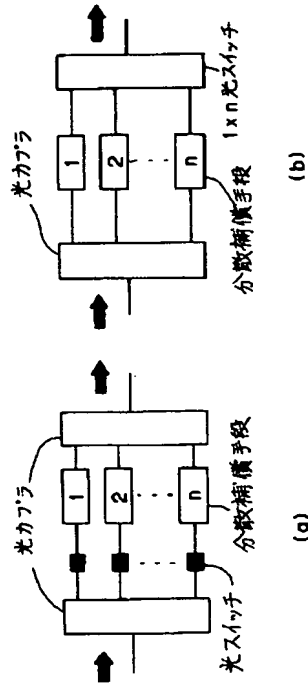 光カプラ
1
2
n
光スイッチ
分散補償手段
(a)
光カプラ
1
2
n
分散補償手段
1×n光スイッチ
(b)